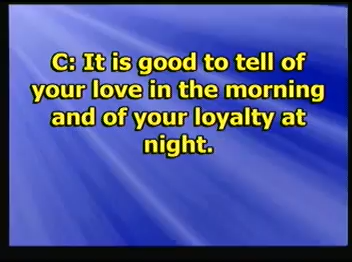 C: It is good to tell of
your love in the morning
and of your loyalty at
night.